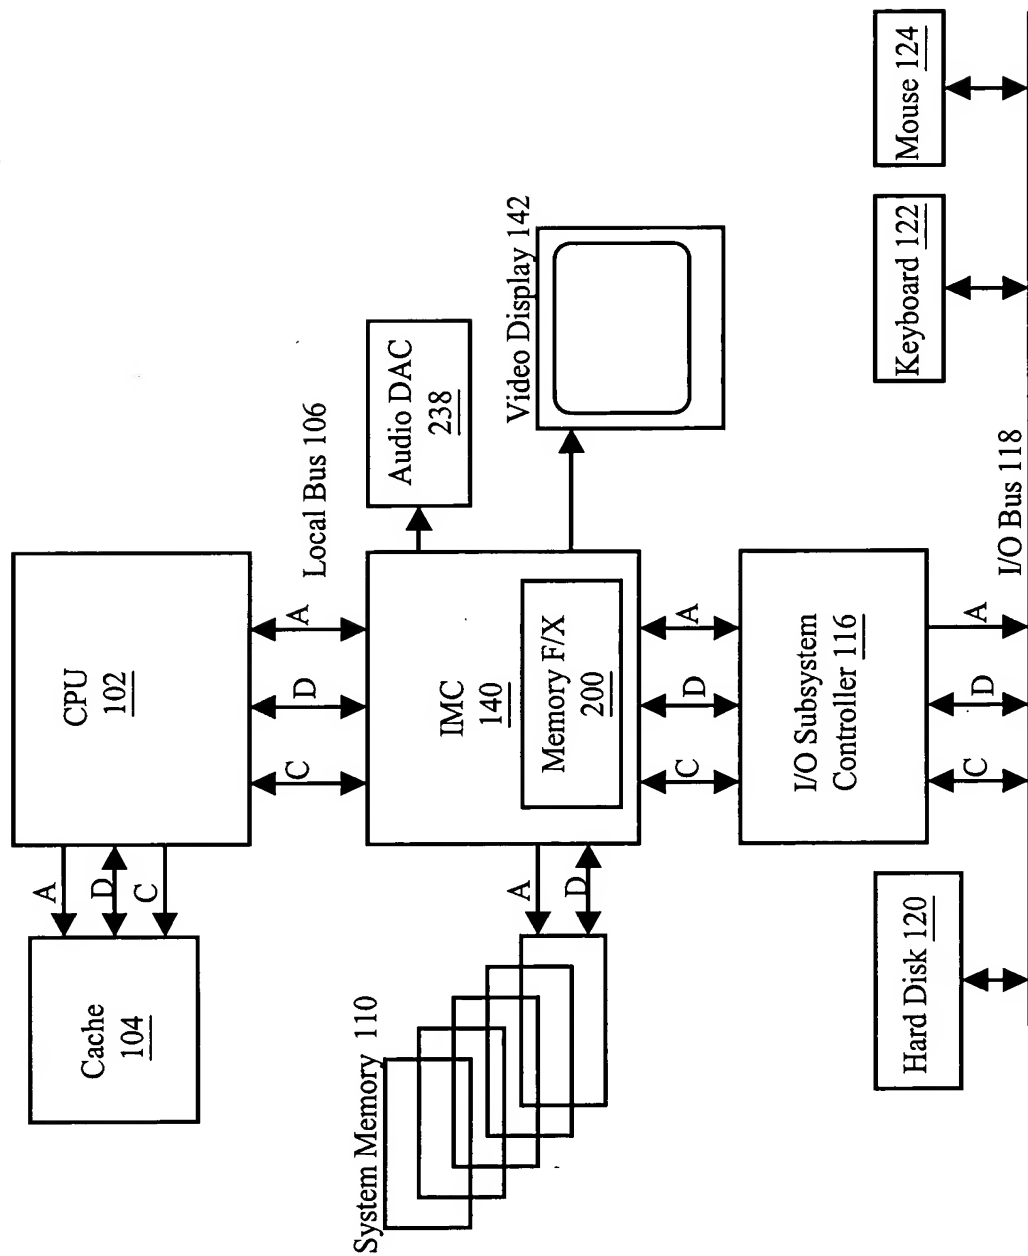 Cache
104
A
D
C
CPU
102
C
D
A
Local Bus 106
System Memory 110
A
D
IMC
140
Memory F/X
200
Audio DAC
238
Video Display 142
C
D
A
I/O Subsystem
Controller 116
C
D
A
I/O Bus 118
Hard Disk 120
Keyboard 122
Mouse 124